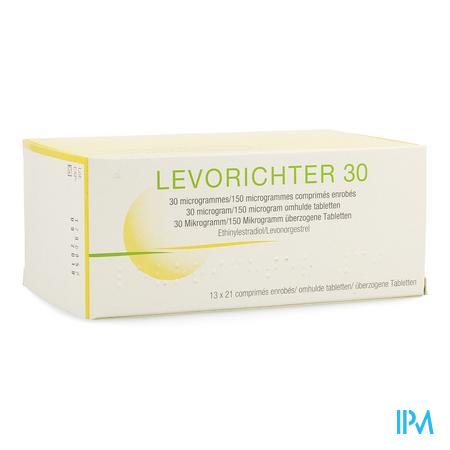 LEVORICHTER 30
30 microgrammes/150 microgrammes comprimés enrobés
30 microgram/150 microgram omhulde tabletten
30 Mikrogramm/150 Mikrogramm überzogene Tabletten
Ethinylestradiol/Levonorgestrel
13 x 21 comprimés enrobés/ omhulde tabletten/ überzogene Tabletten
IPM